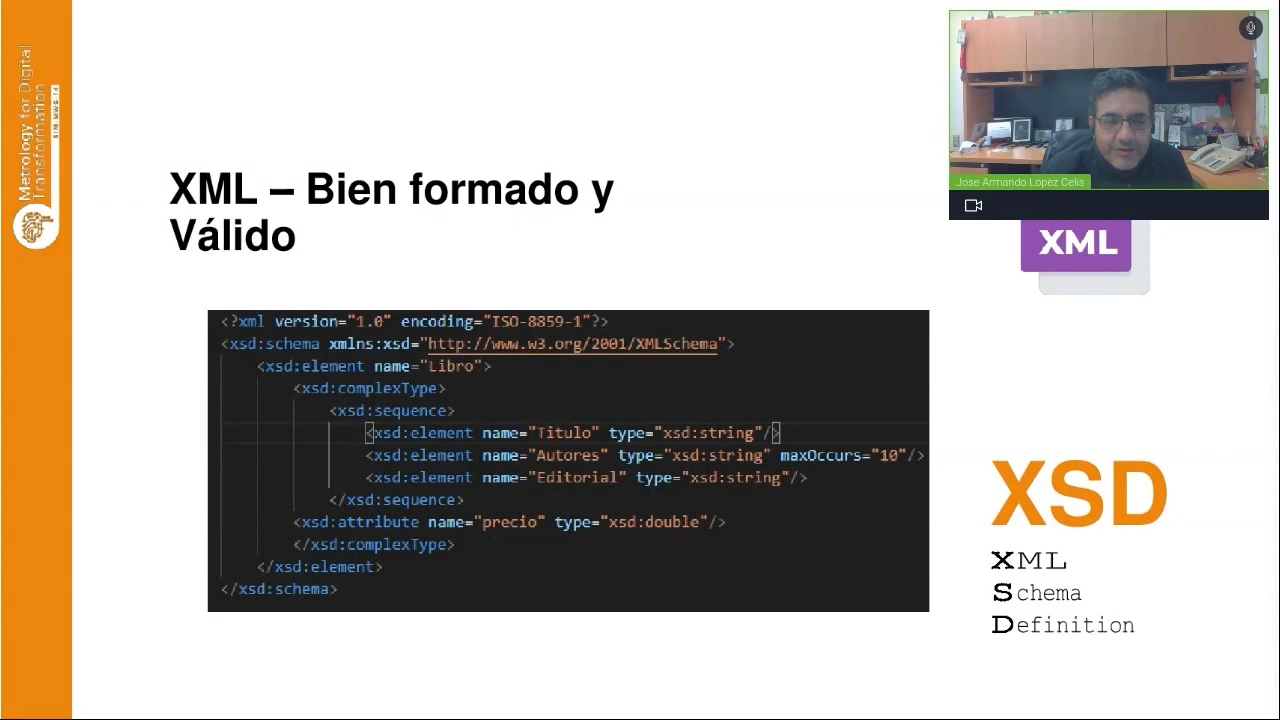 Metrology for Digital
Transformation
SIM-MWG 14
XML – Bien formado y
Válido
<?xml version="1.0" encoding="ISO-8859-1"?>
<xsd:schema xmlns:xsd="http://www.w3.org/2001/XMLSchema">
<xsd:element name="Libro">
<xsd:complexType>
<xsd:sequence>
<xsd:element name="Titulo" type="xsd:string"/>
<xsd:element name="Autores" type="xsd:string" maxOccurs="10"/>
<xsd:element name="Editorial" type="xsd:string"/>
</xsd:sequence>
<xsd:attribute name="precio" type="xsd:double"/>
</xsd:complexType>
</xsd:element>
</xsd:schema>
Jose Armando Lopez Celis
XML
XSD
XML
Schema
Definition